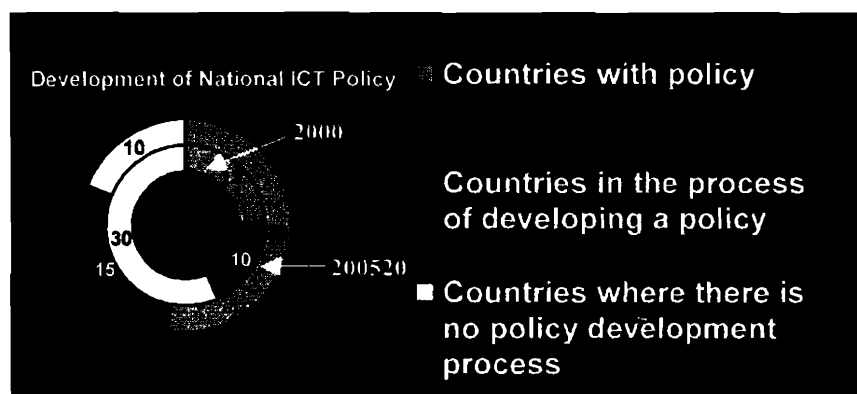 Development of National ICT Policy
Countries with policy
10
2000
Countries in the process
of developing a policy
30
15
10
200520
Countries where there is
no policy development
process